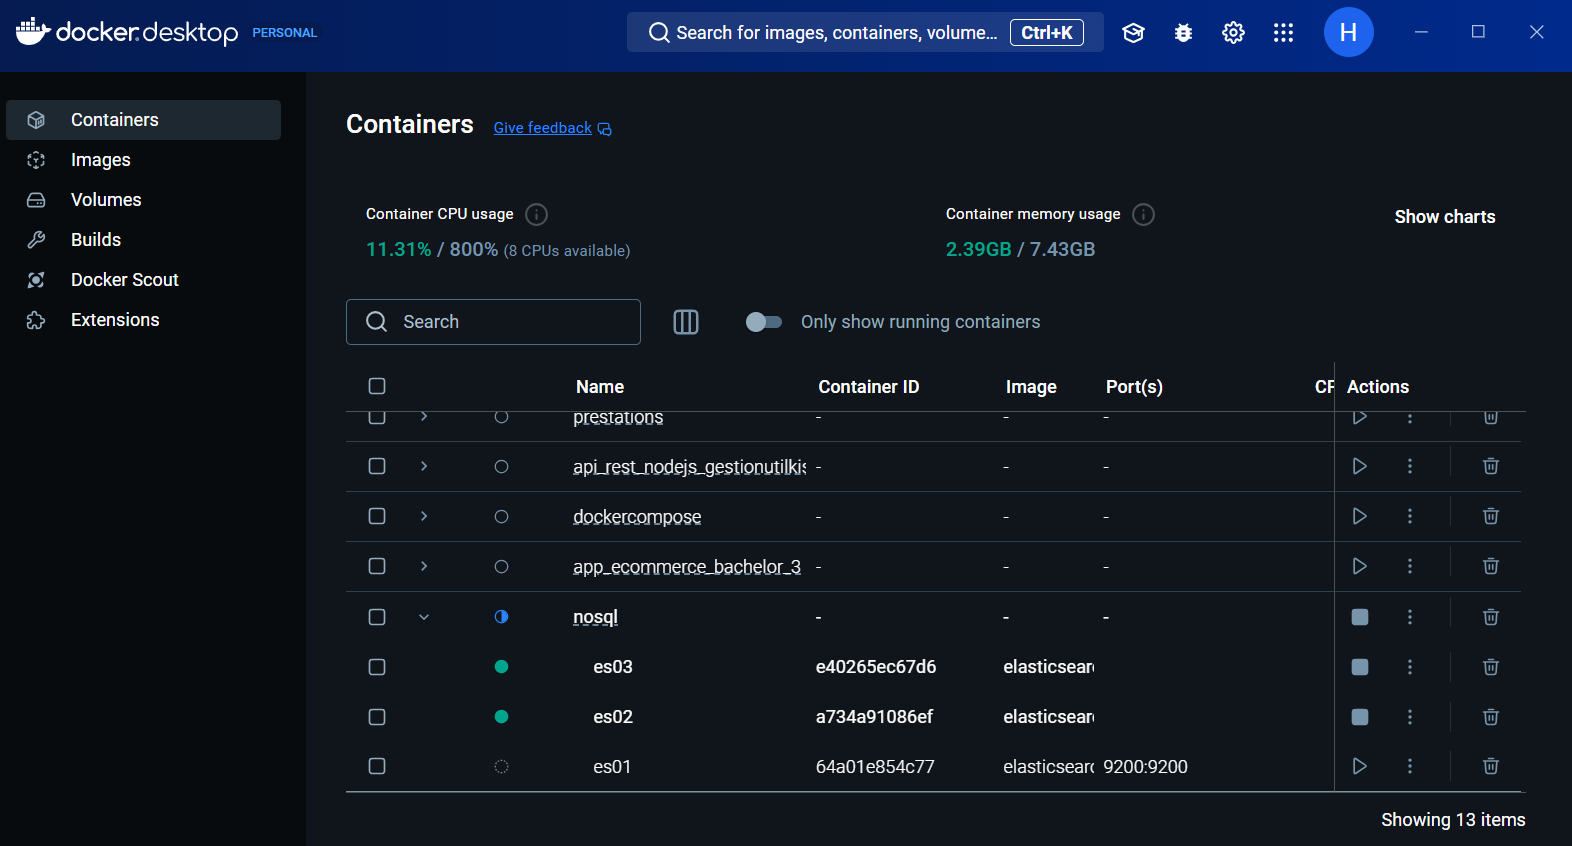 docker.desktop PERSONAL
Search for images, containers, volume... Ctrl+K
H
Containers
Images
Volumes
Builds
Docker Scout
Extensions
Containers Give feedback
Container CPU usage
11.31% / 800% (8 CPUs available)
Container memory usage
2.39GB / 7.43GB
Show charts
Search
Only show running containers
Name Container ID Image Port(s) CP Actions
prestations - - -
api_rest_nodejs_gestionutilkis - - -
dockercompose - - -
app_ecommerce_bachelor_3 - - -
nosql - - -
es03 e40265ec67d6 elasticsear
es02 a734a91086ef elasticsear
es01 64a01e854c77 elasticsear 9200:9200
Showing 13 items